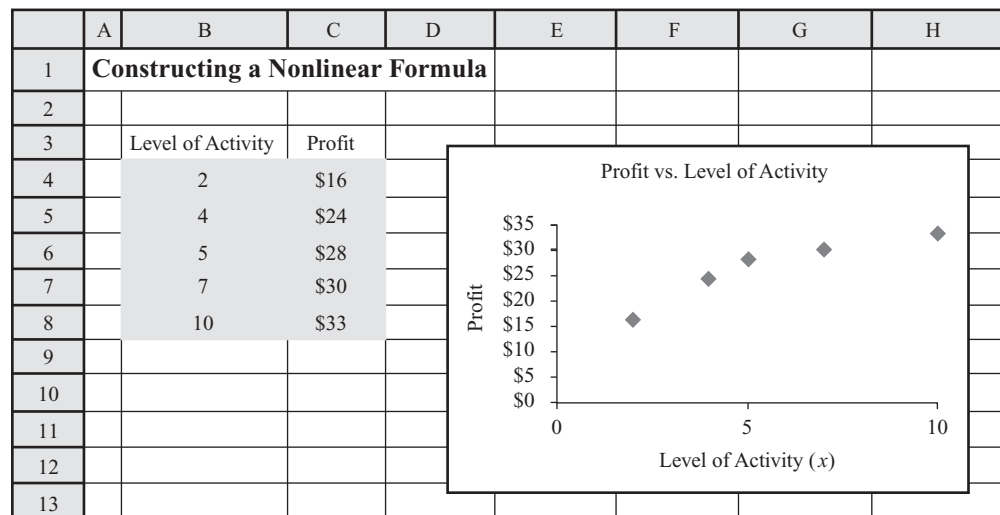 A B C D E F G H
1 Constructing a Nonlinear Formula
2
3 Level of Activity Profit
4 2 $16
5 4 $24
6 5 $28
7 7 $30
8 10 $33
9
10
11
12
13
Profit vs. Level of Activity
Profit
$35
$30
$25
$20
$15
$10
$5
$0
0 5 10
Level of Activity (x)